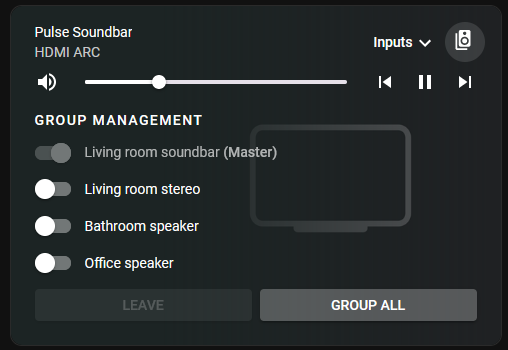 Pulse Soundbar
HDMI ARC
Inputs
GROUP MANAGEMENT
Living room soundbar (Master)
Living room stereo
Bathroom speaker
Office speaker
LEAVE
GROUP ALL